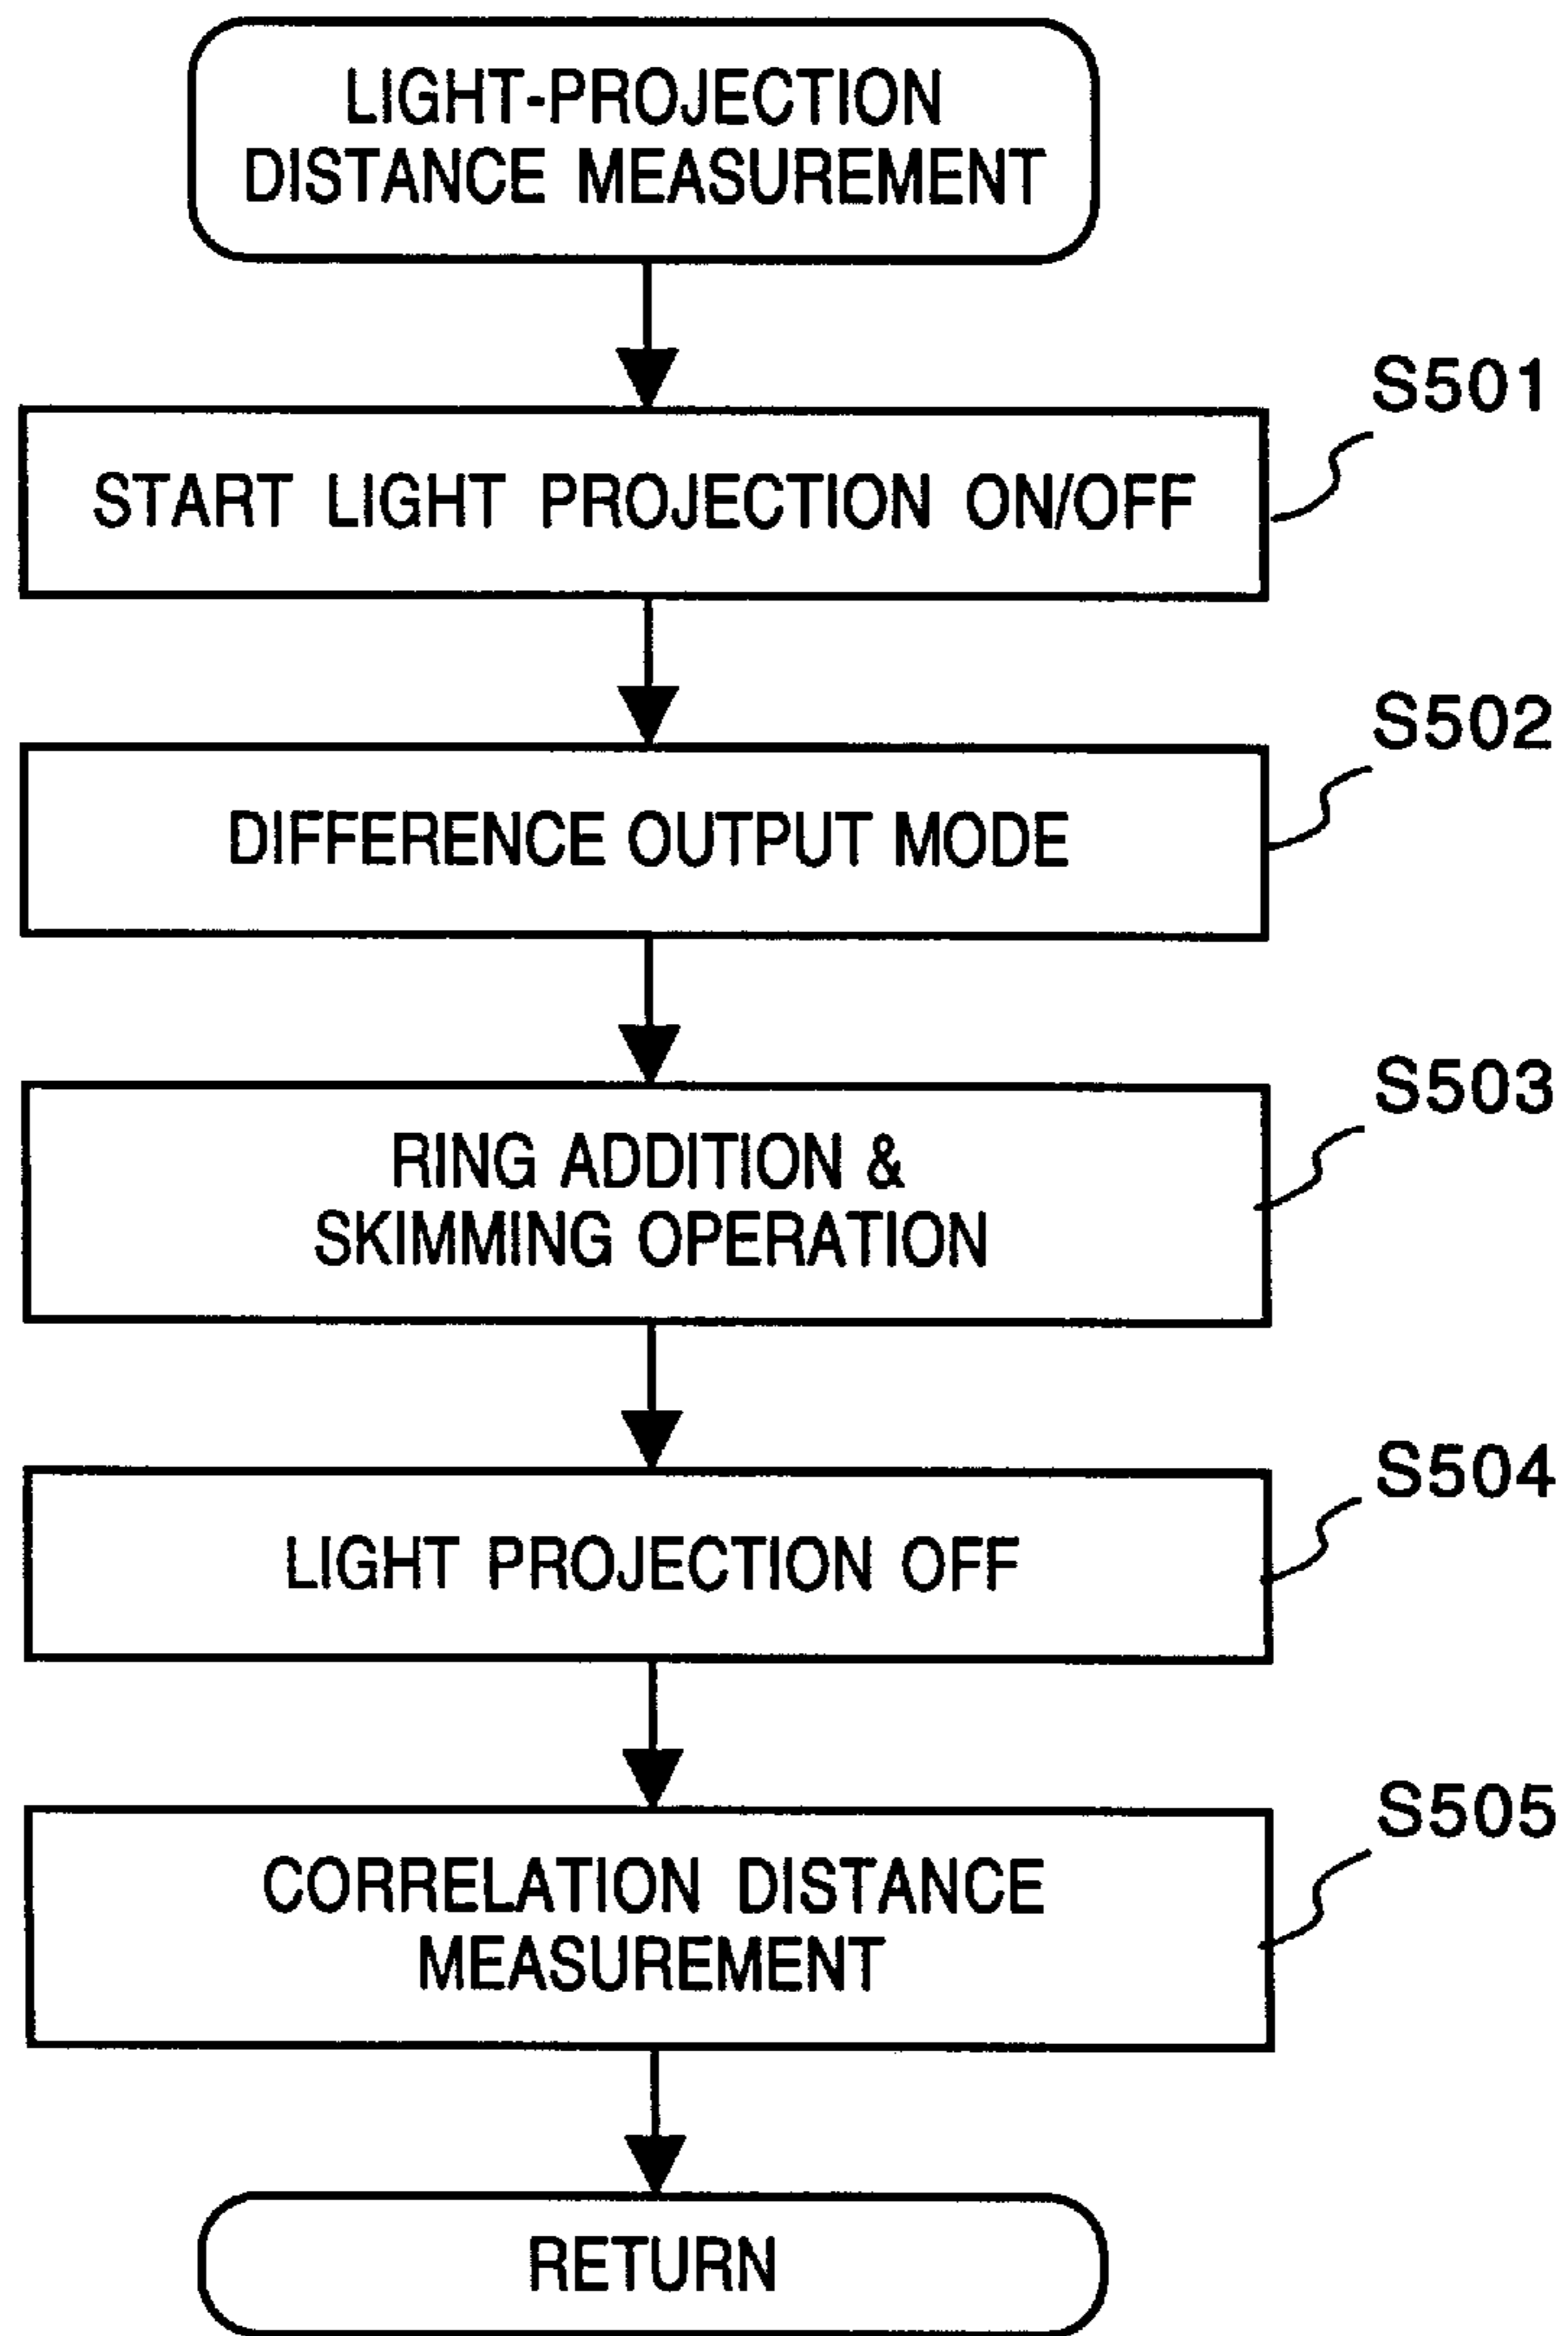 LIGHT-PROJECTION
DISTANCE MEASUREMENT
S501
START LIGHT PROJECTION ON/OFF
S502
DIFFERENCE OUTPUT MODE
S503
RING ADDITION &
SKIMMING OPERATION
S504
LIGHT PROJECTION OFF
S505
CORRELATION DISTANCE
MEASUREMENT
RETURN